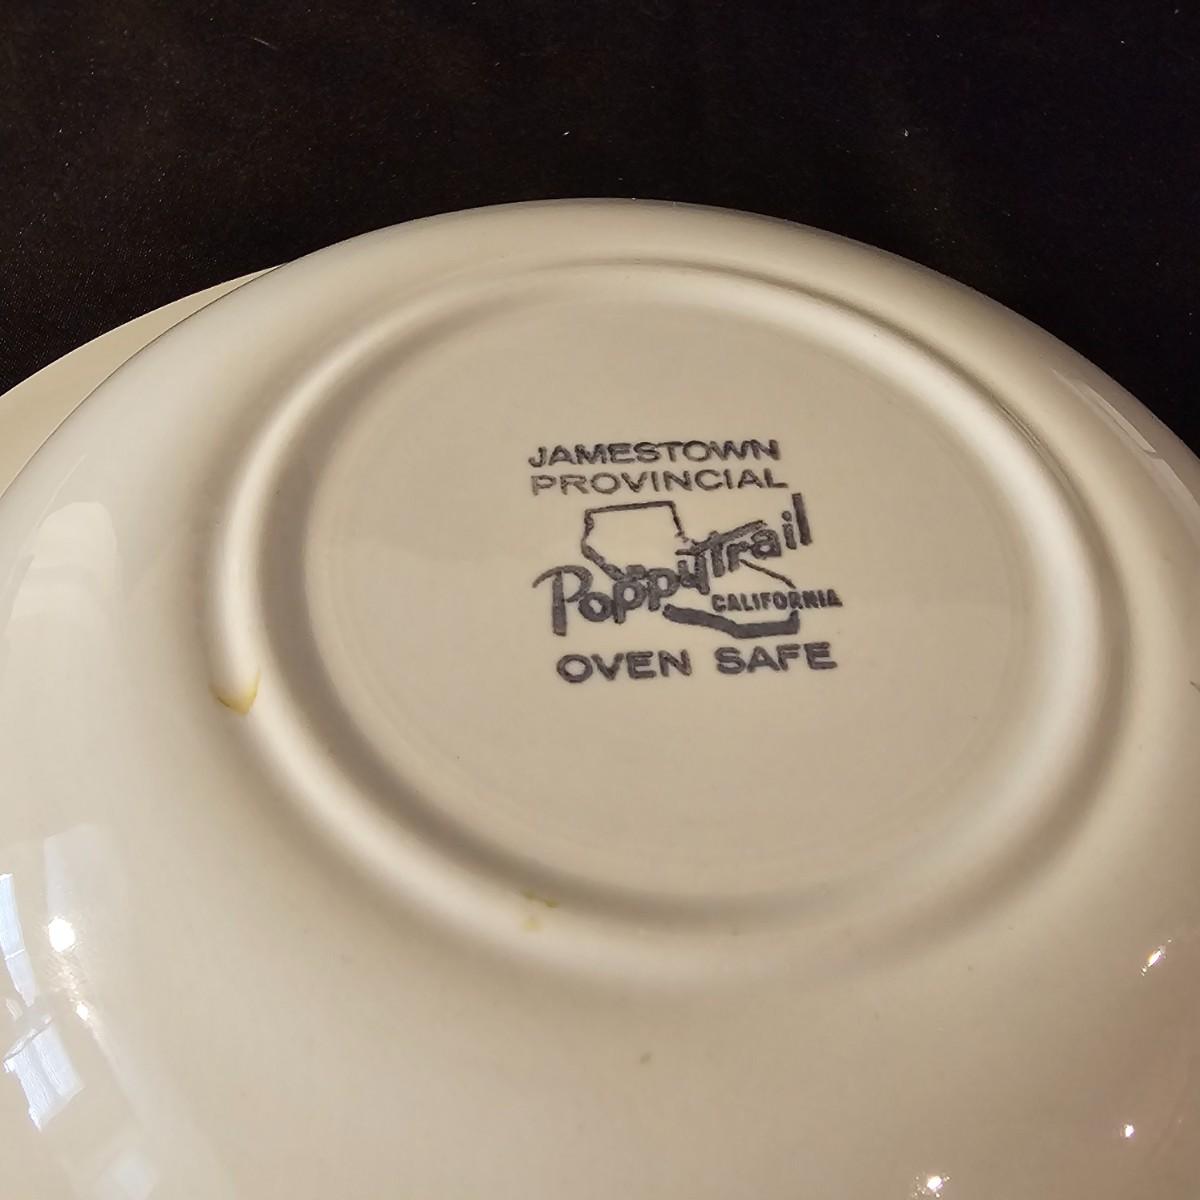 JAMESTOWN
PROVINCIAL
PoppyTrail
CALIFORNIA
OVEN SAFE